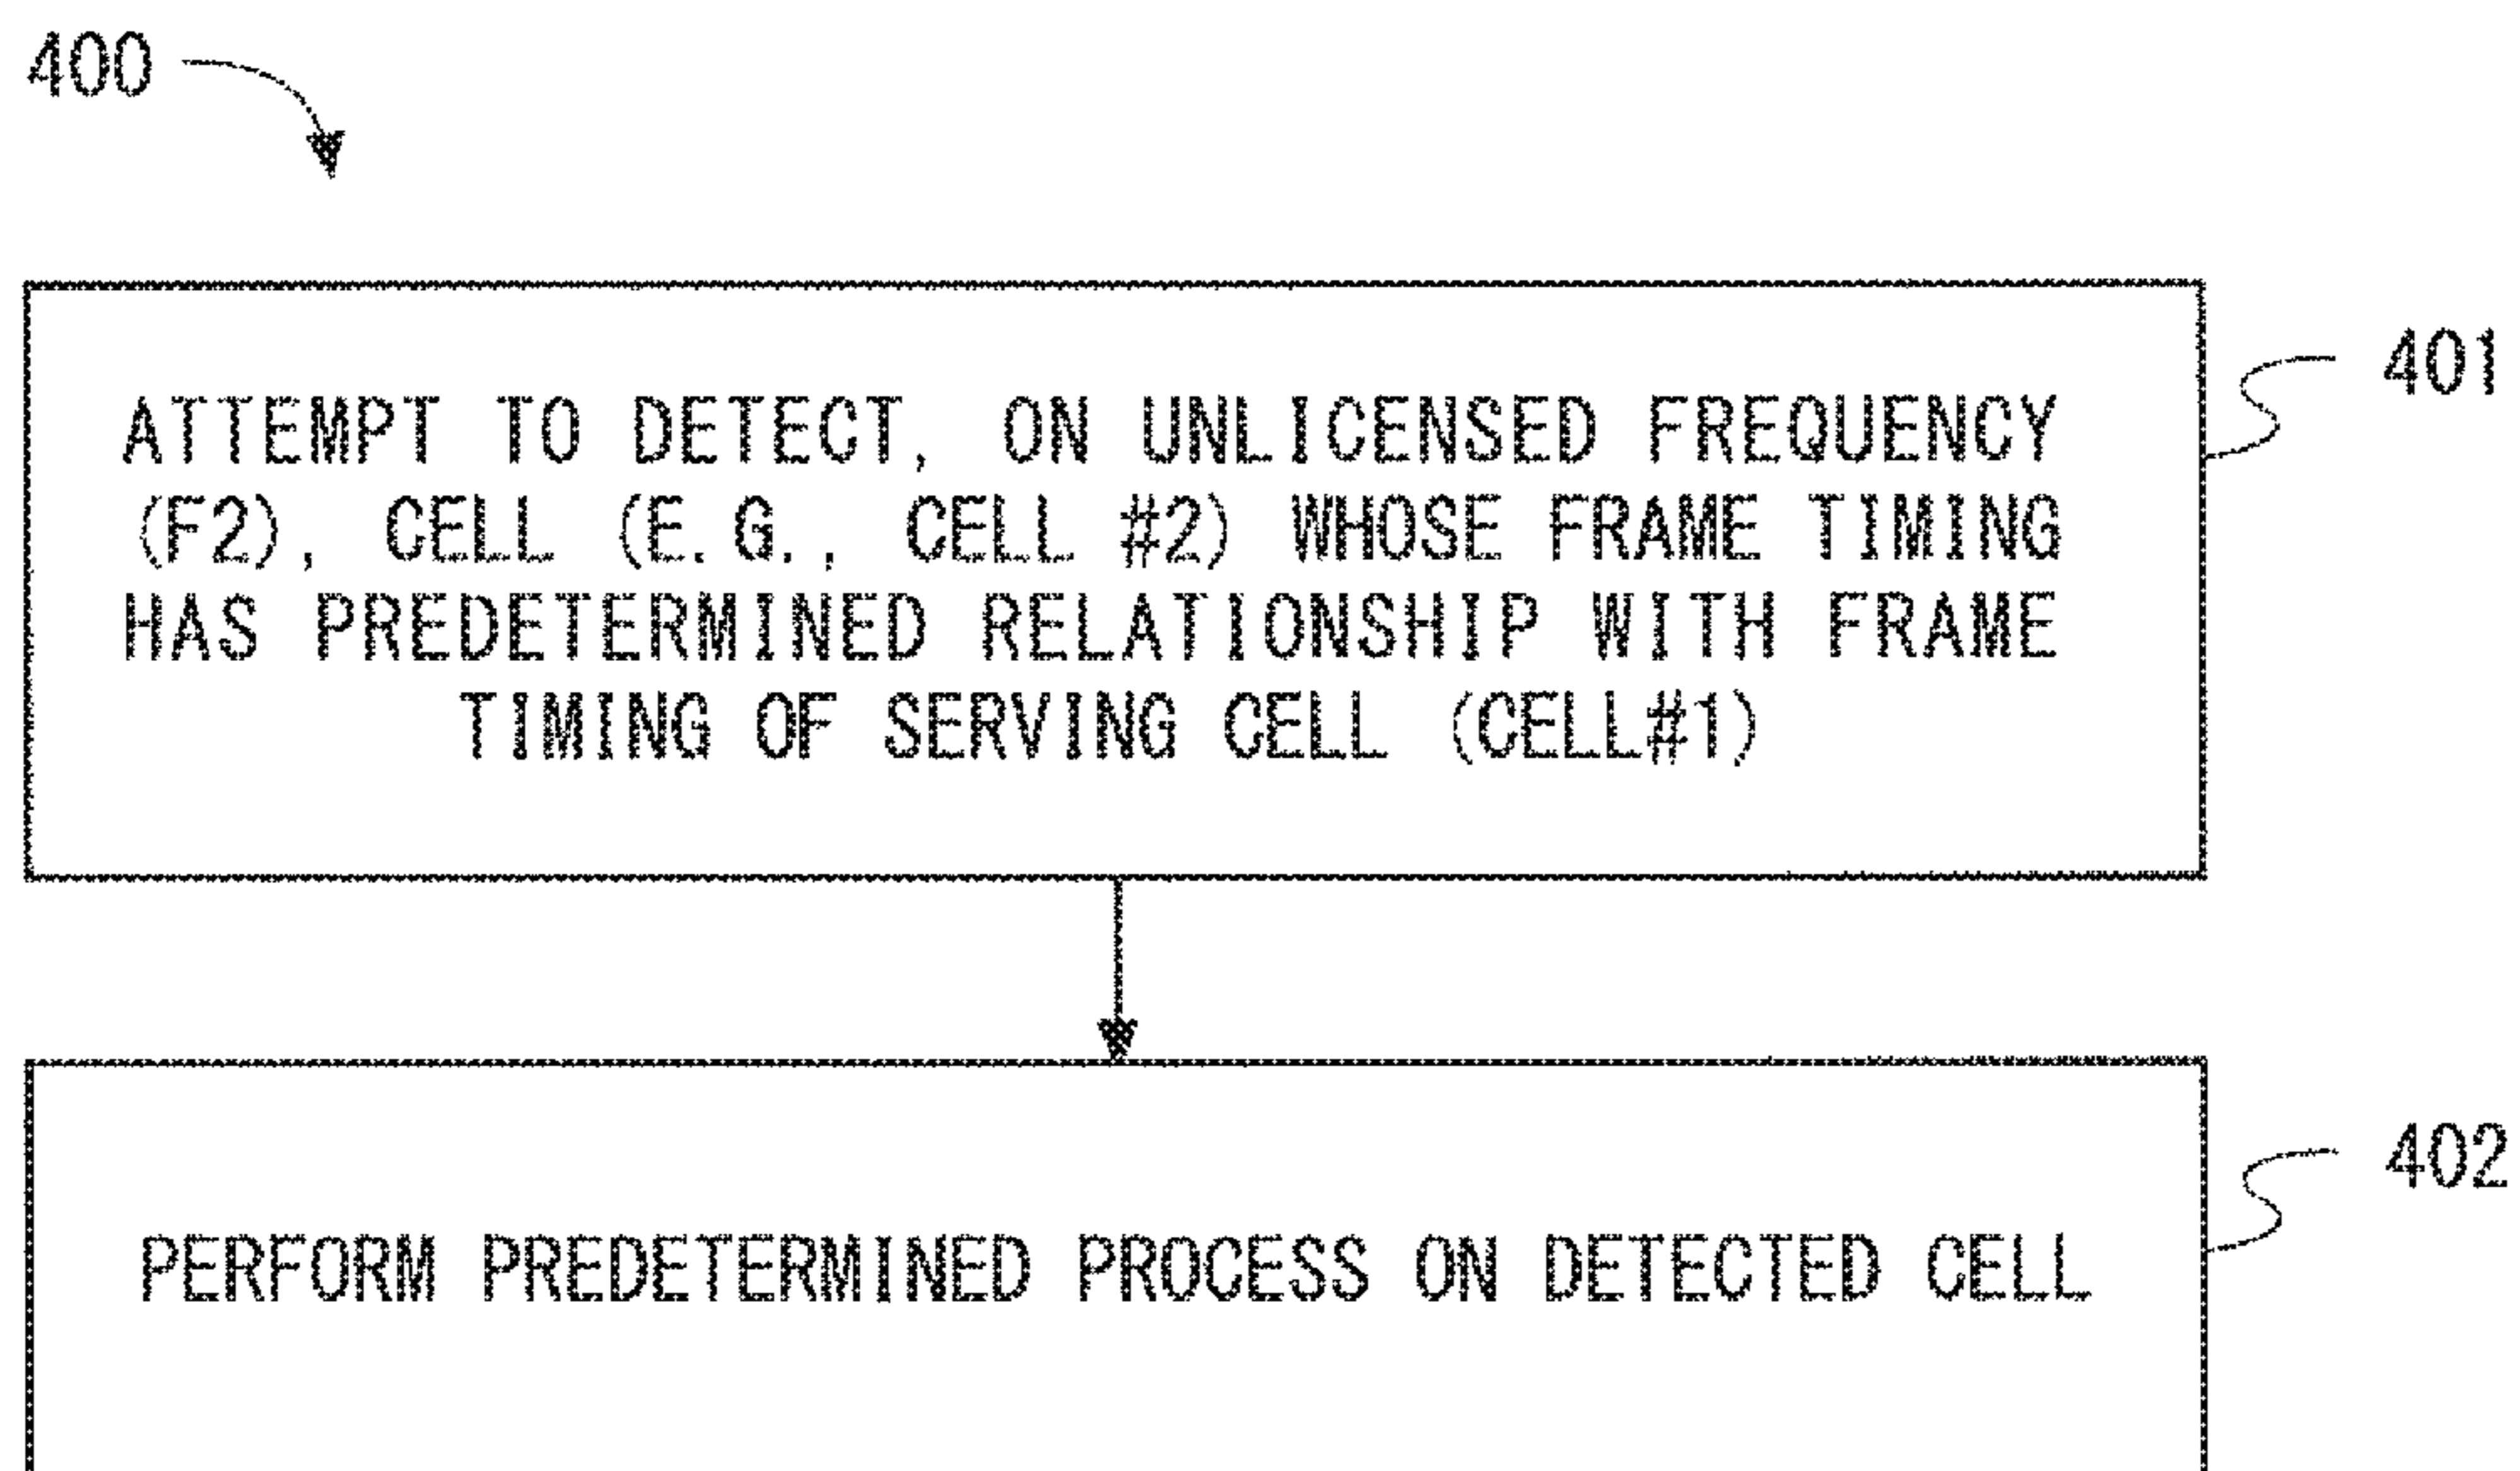 400
401
ATTEMPT TO DETECT, ON UNLICENSED FREQUENCY
(F2), CELL (E.G., CELL #2) WHOSE FRAME TIMING
HAS PREDETERMINED RELATIONSHIP WITH FRAME
TIMING OF SERVING CELL (CELL#1)
402
PERFORM PREDETERMINED PROCESS ON DETECTED CELL